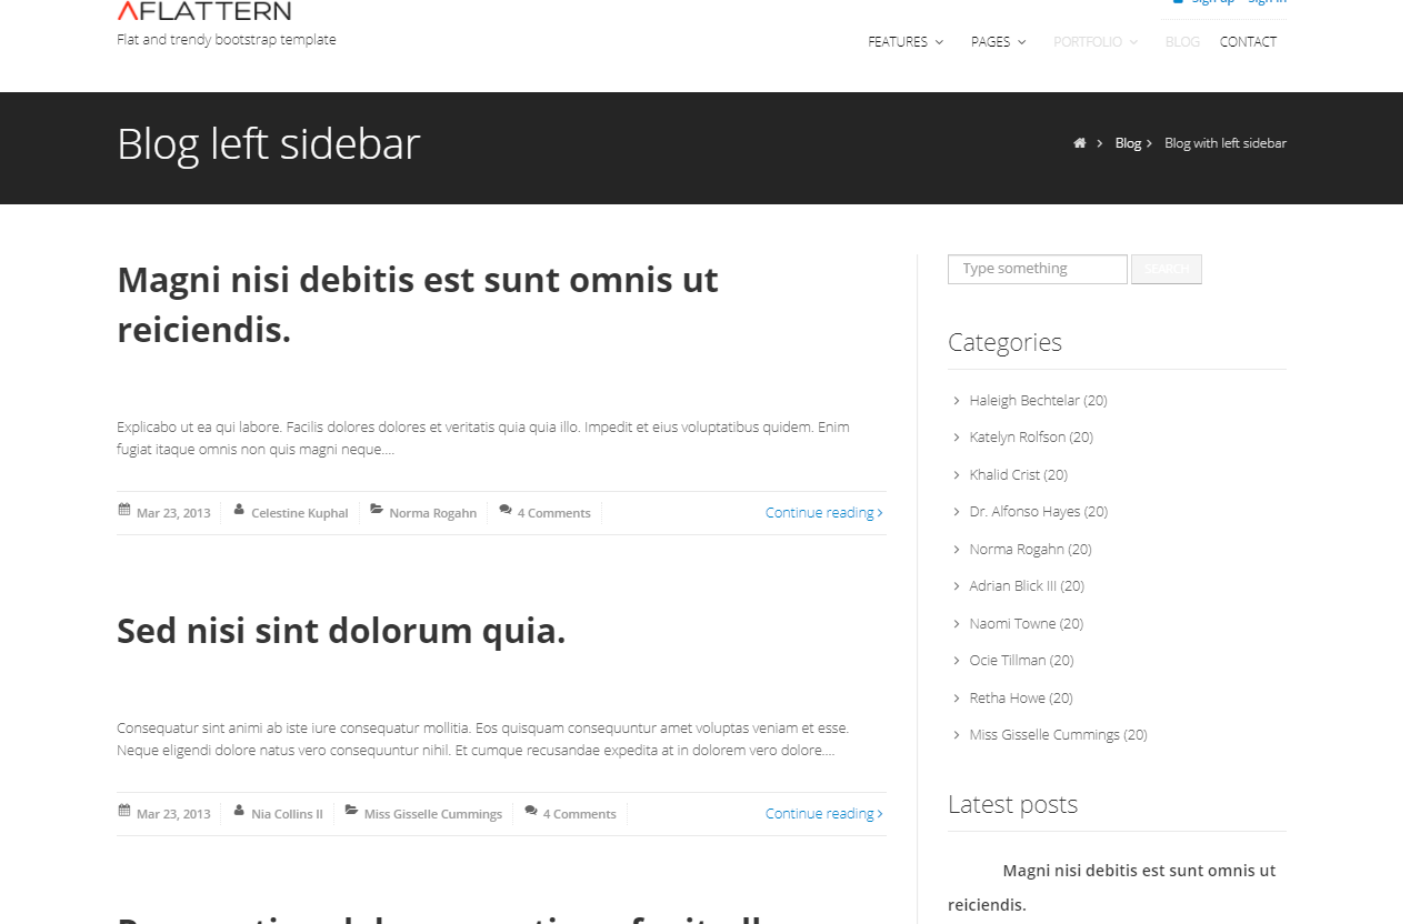 FLATTERN
Flat and trendy bootstrap template
Sign up Sign in
FEATURES PAGES PORTFOLIO BLOG CONTACT
Blog left sidebar
Blog Blog with left sidebar
Magni nisi debitis est sunt omnis ut
reiciendis.
Explicabo ut ea qui labore. Facilis dolores dolores et veritatis quia quia illo. Impedit et eius voluptatibus quidem. Enim
fugiat itaque omnis non quis magni neque....
Mar 23, 2013 Celestine Kuphal Norma Rogahn 4 Comments Continue reading
Sed nisi sint dolorum quia.
Consequatur sint animi ab iste iure consequatur mollitia. Eos quisquam consequuntur amet voluptas veniam et esse.
Neque eligendi dolore natus vero consequuntur nihil. Et cumque recusandae expedita at in dolorem vero dolore....
Mar 23, 2013 Nia Collins II Miss Gisselle Cummings 4 Comments Continue reading
Type something SEARCH
Categories
Haleigh Bechtelar (20)
Katelyn Rolfson (20)
Khalid Crist (20)
Dr. Alfonso Hayes (20)
Norma Rogahn (20)
Adrian Blick III (20)
Naomi Towne (20)
Ocie Tillman (20)
Retha Howe (20)
Miss Gisselle Cummings (20)
Latest posts
Magni nisi debitis est sunt omnis ut
reiciendis.